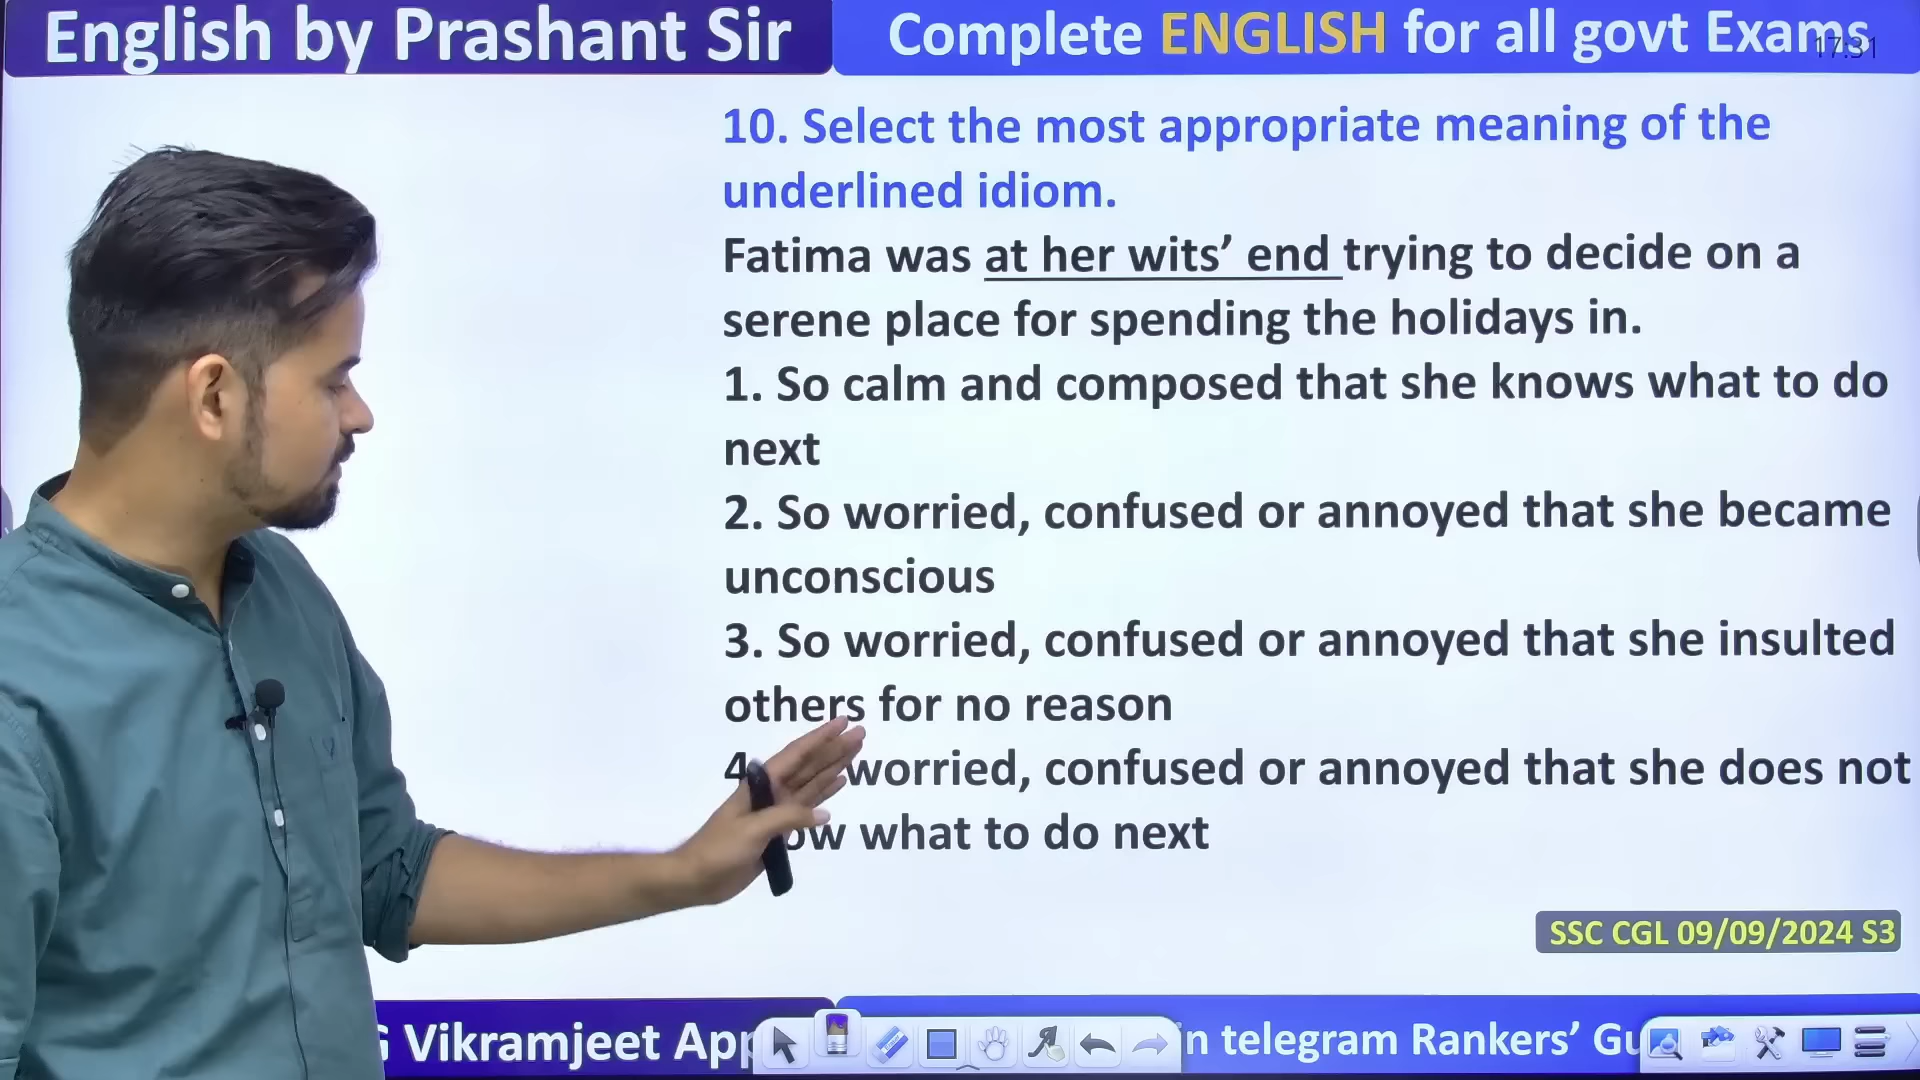 English by Prashant Sir
Complete ENGLISH for all govt Exams
17:31
10. Select the most appropriate meaning of the
underlined idiom.
Fatima was at her wits’ end trying to decide on a
serene place for spending the holidays in.
1. So calm and composed that she knows what to do
next
2. So worried, confused or annoyed that she became
unconscious
3. So worried, confused or annoyed that she insulted
others for no reason
4. worried, confused or annoyed that she does not
what to do next
SSC CGL 09/09/2024 S3
Vikramjeet App
in telegram Rankers’ Gu